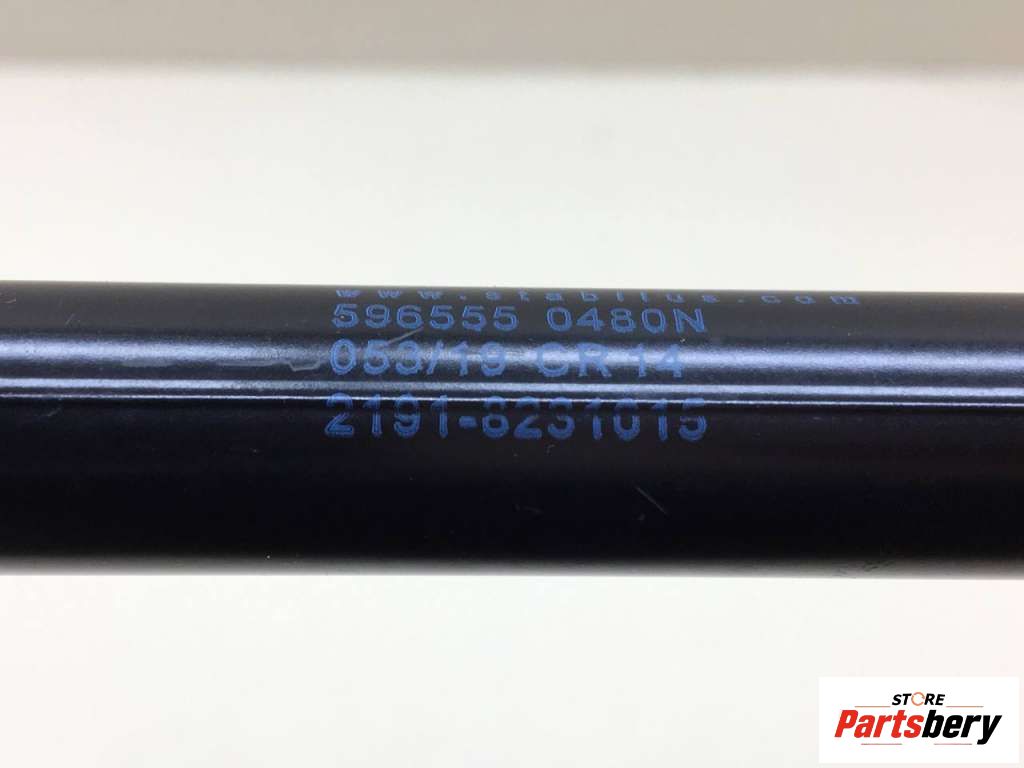 www.stabilus.com
596555 0480N
053/19 CR 14
2191-8231015
STORE
Partsbery